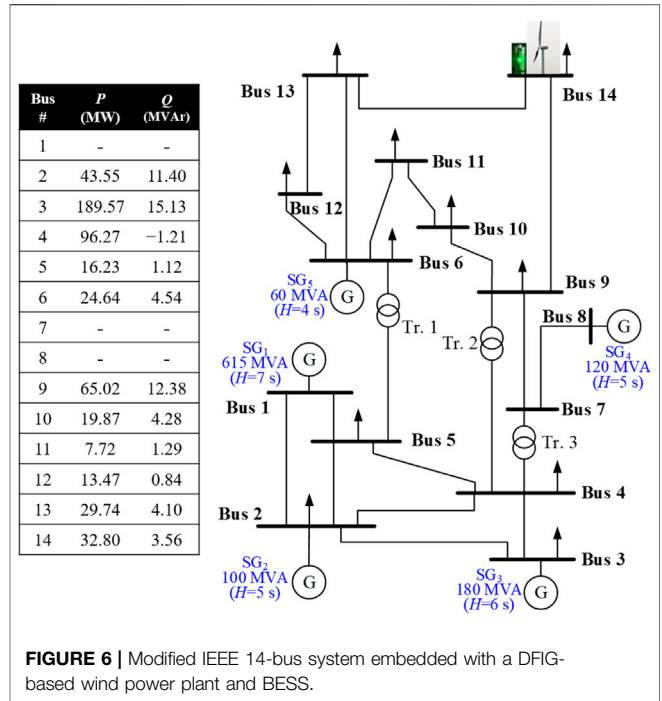 Bus # P (MW) Q (MVAr)
1 - -
2 43.55 11.40
3 189.57 15.13
4 96.27 −1.21
5 16.23 1.12
6 24.64 4.54
7 - -
8 - -
9 65.02 12.38
10 19.87 4.28
11 7.72 1.29
12 13.47 0.84
13 29.74 4.10
14 32.80 3.56
Bus 13
Bus 14
Bus 11
Bus 12
Bus 10
Bus 6
Bus 9
SG5
60 MVA
(H=4 s)
G
Tr. 1
Tr. 2
Bus 8
G
SG4
120 MVA
(H=5 s)
SG1
615 MVA
(H=7 s)
G
Bus 1
Bus 7
Bus 5
Tr. 3
Bus 4
Bus 2
Bus 3
SG2
100 MVA
(H=5 s)
G
SG3
180 MVA
(H=6 s)
G
FIGURE 6 | Modified IEEE 14-bus system embedded with a DFIG-
based wind power plant and BESS.